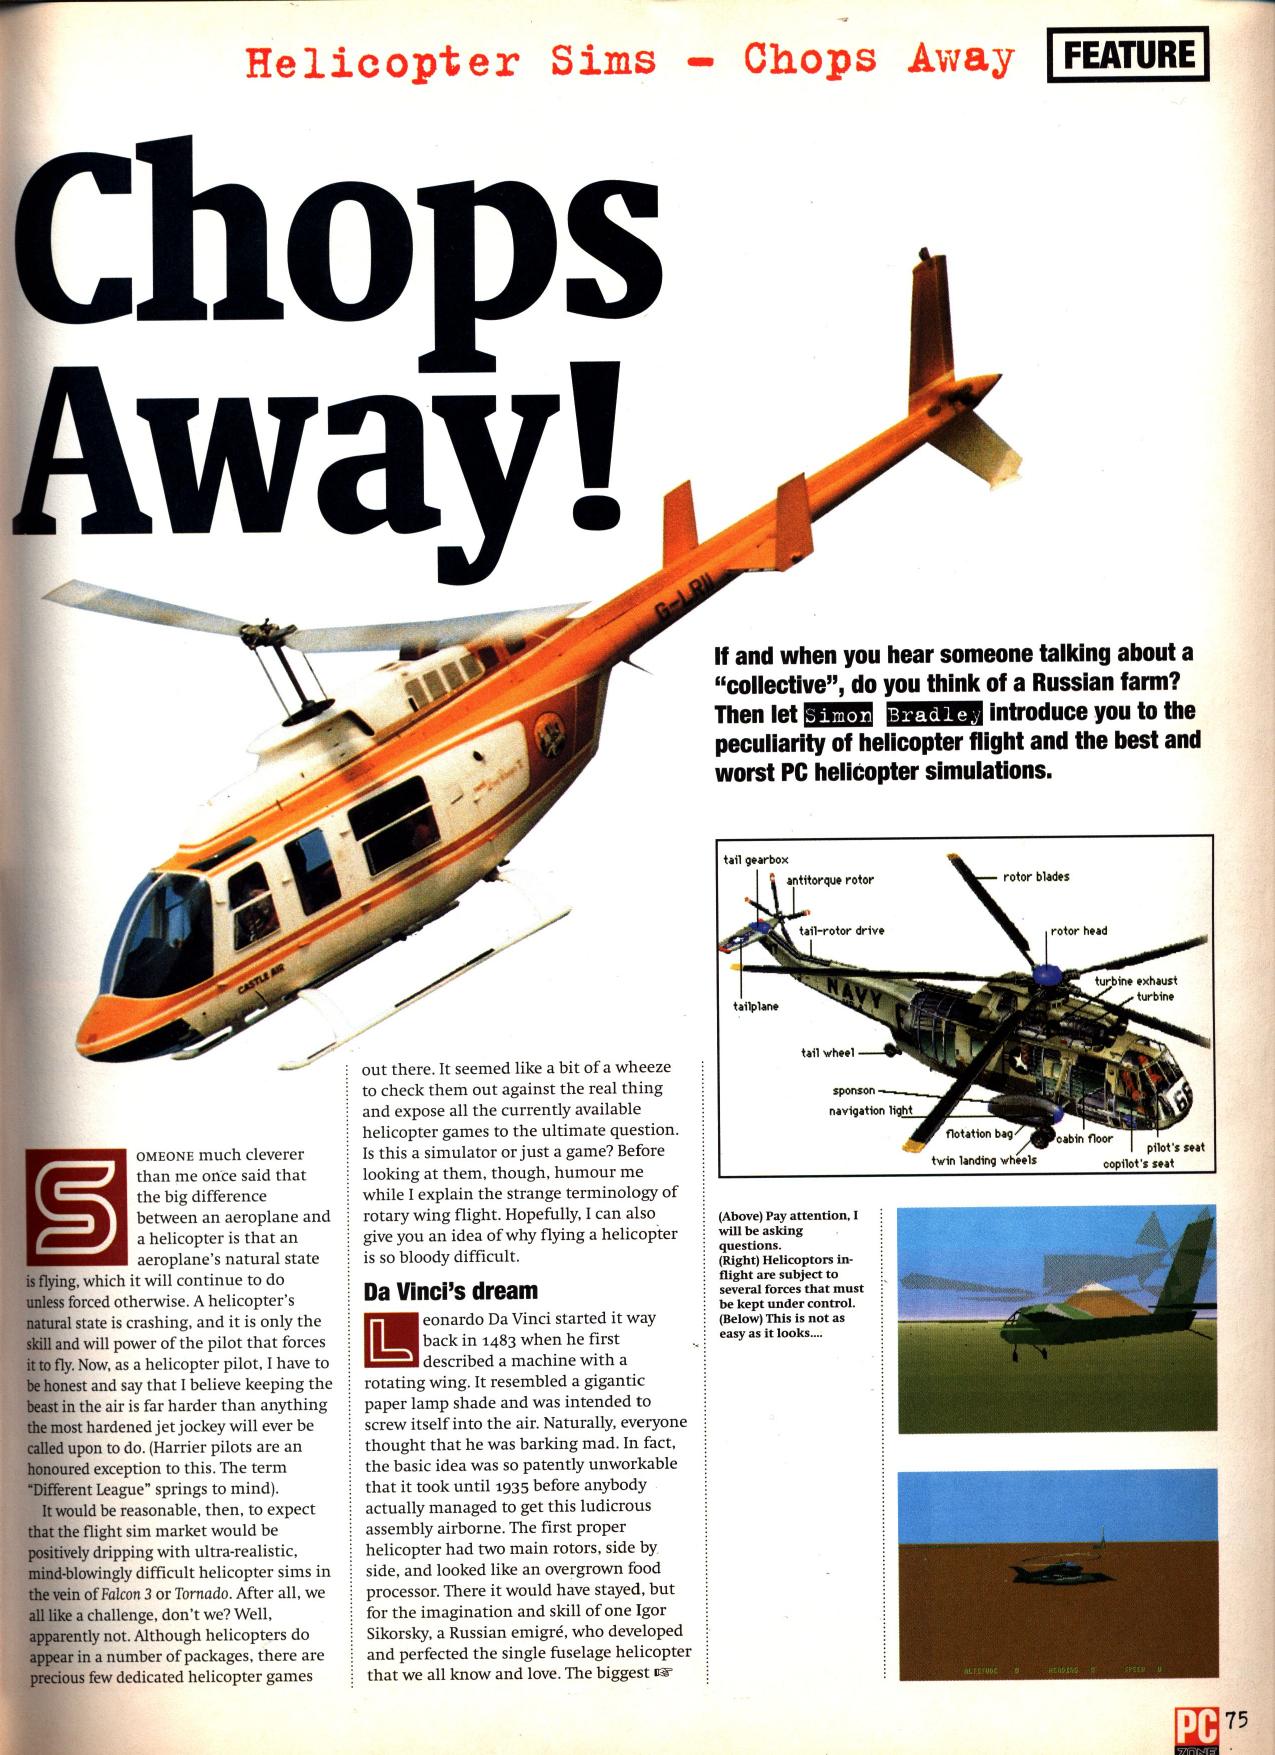 Helicopter Sims – Chops Away
FEATURE
Chops
Away!
G-LRII
CASTLE AIR
If and when you hear someone talking about a
“collective”, do you think of a Russian farm?
Then let Simon Bradley introduce you to the
peculiarity of helicopter flight and the best and
worst PC helicopter simulations.
tail gearbox
antitorque rotor
rotor blades
tail-rotor drive
rotor head
turbine exhaust
turbine
tailplane
NAVY
tail wheel
sponson
navigation light
66
flotation bag
cabin floor
pilot's seat
twin landing wheels
copilot's seat
SOMEONE much cleverer
than me once said that
the big difference
between an aeroplane and
a helicopter is that an
aeroplane's natural state
is flying, which it will continue to do
unless forced otherwise. A helicopter's
natural state is crashing, and it is only the
skill and will power of the pilot that forces
it to fly. Now, as a helicopter pilot, I have to
be honest and say that I believe keeping the
beast in the air is far harder than anything
the most hardened jet jockey will ever be
called upon to do. (Harrier pilots are an
honoured exception to this. The term
“Different League” springs to mind).
It would be reasonable, then, to expect
that the flight sim market would be
positively dripping with ultra-realistic,
mind-blowingly difficult helicopter sims in
the vein of Falcon 3 or Tornado. After all, we
all like a challenge, don't we? Well,
apparently not. Although helicopters do
appear in a number of packages, there are
precious few dedicated helicopter games
out there. It seemed like a bit of a wheeze
to check them out against the real thing
and expose all the currently available
helicopter games to the ultimate question.
Is this a simulator or just a game? Before
looking at them, though, humour me
while I explain the strange terminology of
rotary wing flight. Hopefully, I can also
give you an idea of why flying a helicopter
is so bloody difficult.
Da Vinci's dream
Leonardo Da Vinci started it way
back in 1483 when he first
described a machine with a
rotating wing. It resembled a gigantic
paper lamp shade and was intended to
screw itself into the air. Naturally, everyone
thought that he was barking mad. In fact,
the basic idea was so patently unworkable
that it took until 1935 before anybody
actually managed to get this ludicrous
assembly airborne. The first proper
helicopter had two main rotors, side by
side, and looked like an overgrown food
processor. There it would have stayed, but
for the imagination and skill of one Igor
Sikorsky, a Russian emigré, who developed
and perfected the single fuselage helicopter
that we all know and love. The biggest ☞
(Above) Pay attention, I
will be asking
questions.
(Right) Helicoptors in-
flight are subject to
several forces that must
be kept under control.
(Below) This is not as
easy as it looks....
ALTITUDE 0 HEADING 0 SPEED 0
PC
ZONE
75